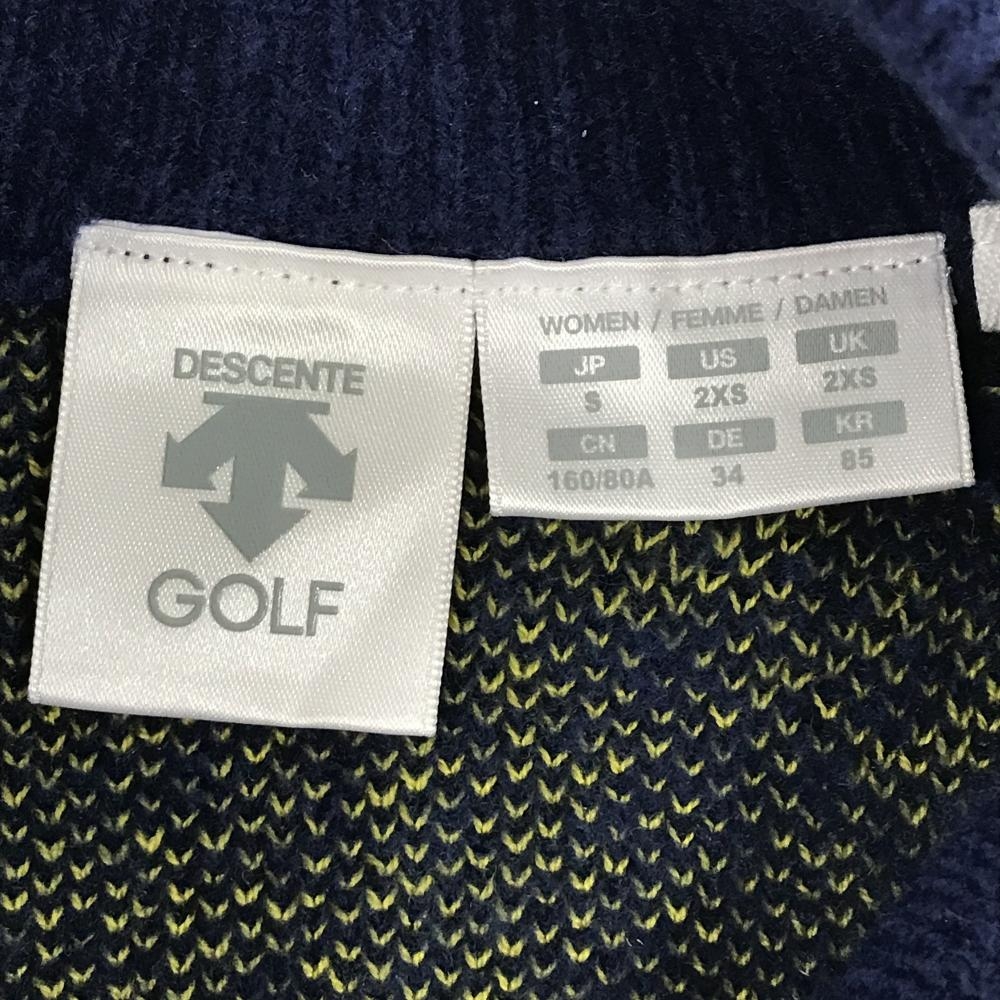 DESCENTE
GOLF
WOMEN / FEMME / DAMEN
JP US UK
S 2XS 2XS
CN DE KR
160/80A 34 85